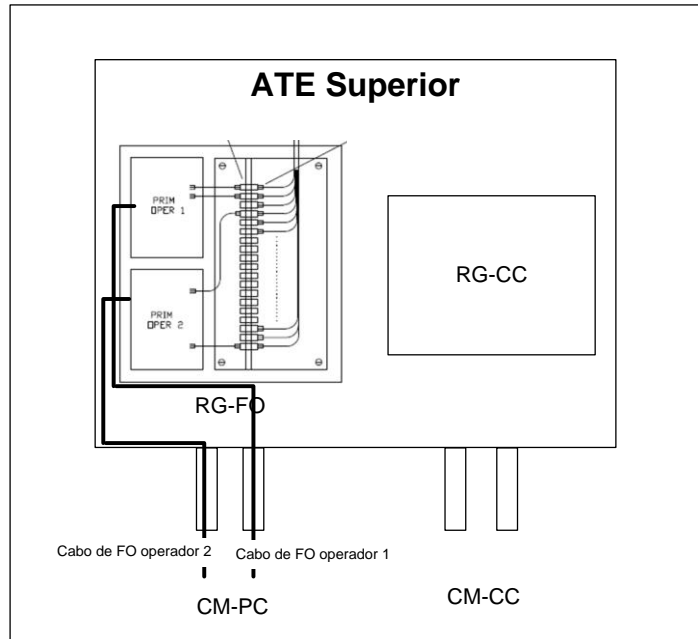 ATE Superior
PRIM
OPER 1
PRIM
OPER 2
RG-CC
RG-FO
Cabo de FO operador 2
Cabo de FO operador 1
CM-PC
CM-CC